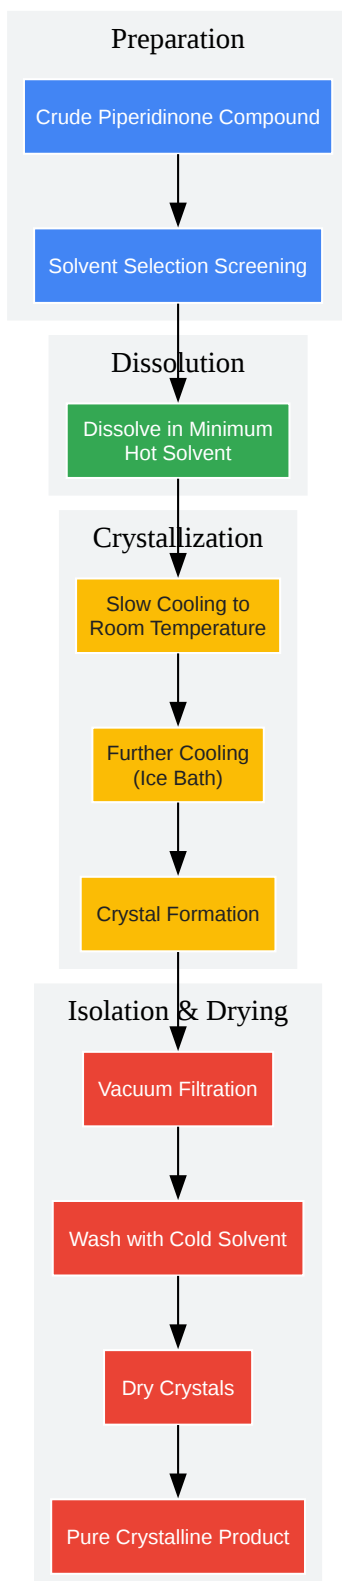 Preparation
Crude Piperidinone Compound
Solvent Selection Screening
Dissolution
Dissolve in Minimum
Hot Solvent
Crystallization
Slow Cooling to
Room Temperature
Further Cooling
(Ice Bath)
Crystal Formation
Isolation & Drying
Vacuum Filtration
Wash with Cold Solvent
Dry Crystals
Pure Crystalline Product